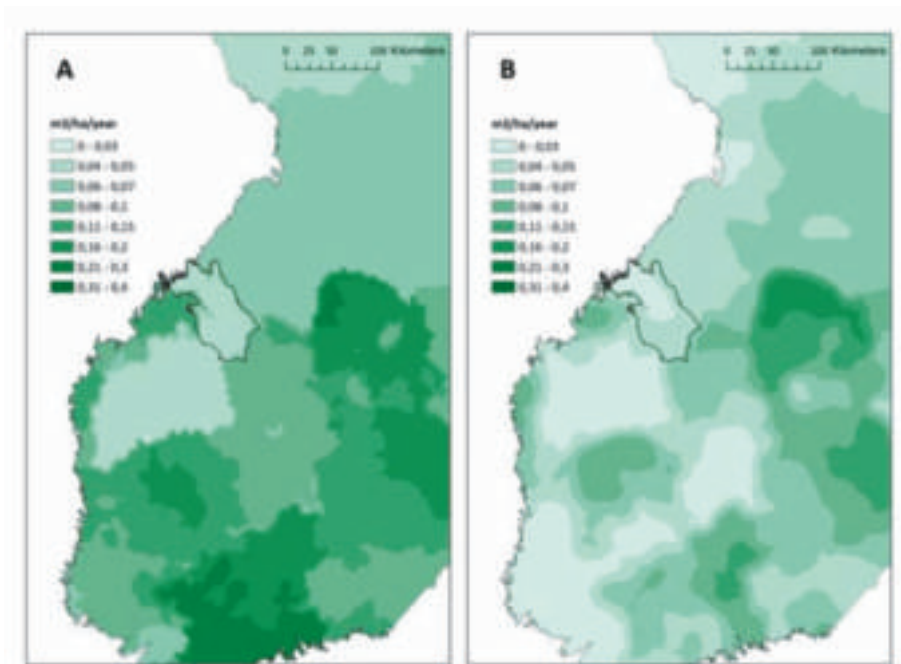 A
0 25 50 100 Kilometers
m3/ha/year
0 - 0,03
0,04 - 0,05
0,06 - 0,07
0,08 - 0,1
0,11 - 0,15
0,16 - 0,2
0,21 - 0,3
0,31 - 0,4
B
0 25 50 100 Kilometers
m3/ha/year
0 - 0,03
0,04 - 0,05
0,06 - 0,07
0,08 - 0,1
0,11 - 0,15
0,16 - 0,2
0,21 - 0,3
0,31 - 0,4